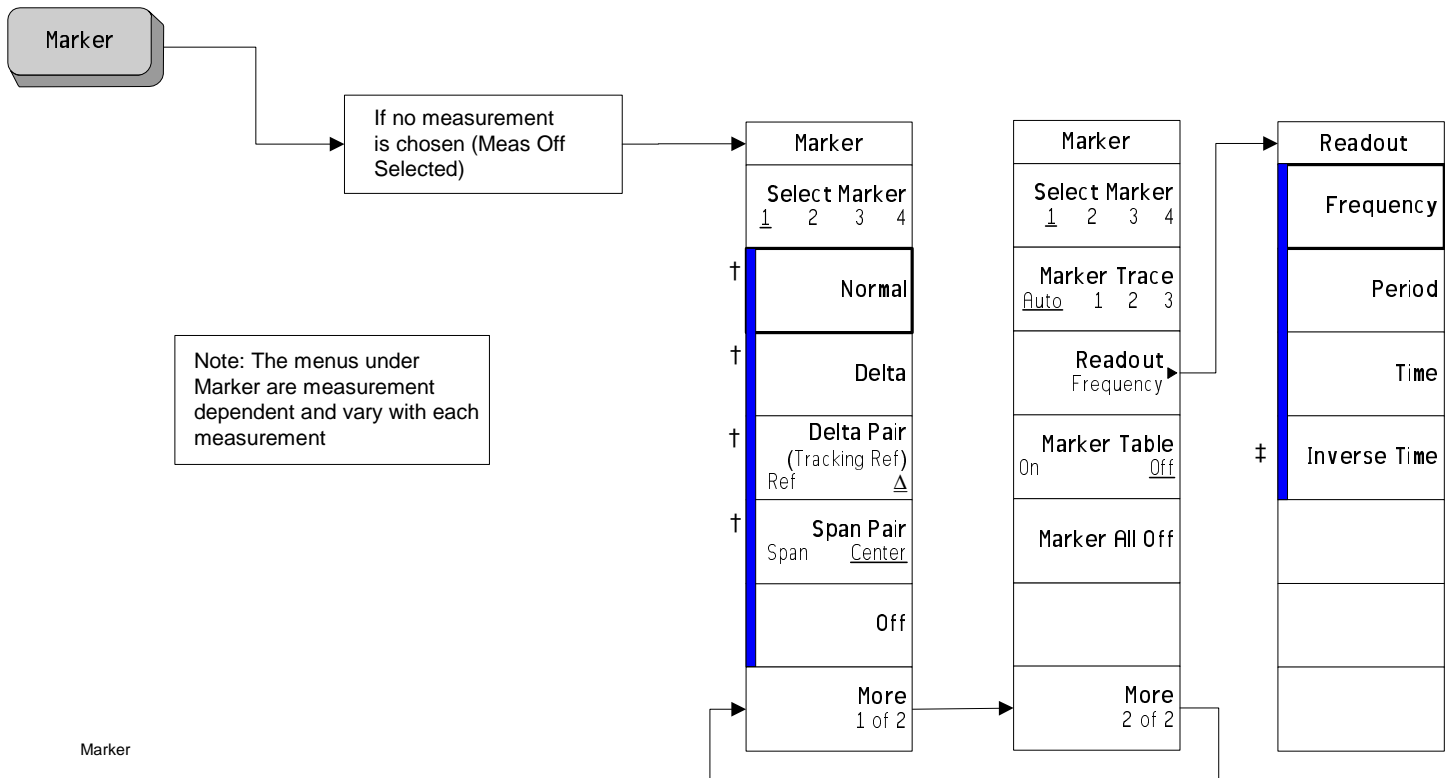 Marker
If no measurement
is chosen (Meas Off
Selected)
Note: The menus under
Marker are measurement
dependent and vary with each
measurement
Marker
Select Marker
1 2 3 4
†
Normal
†
Delta
†
Delta Pair
(Tracking Ref)
Ref Δ
†
Span Pair
Span Center
Off
More
1 of 2
Marker
Select Marker
1 2 3 4
Marker Trace
Auto 1 2 3
Readout
Frequency
Marker Table
On Off
Marker All Off
More
2 of 2
Readout
Frequency
Period
Time
‡
Inverse Time
Marker